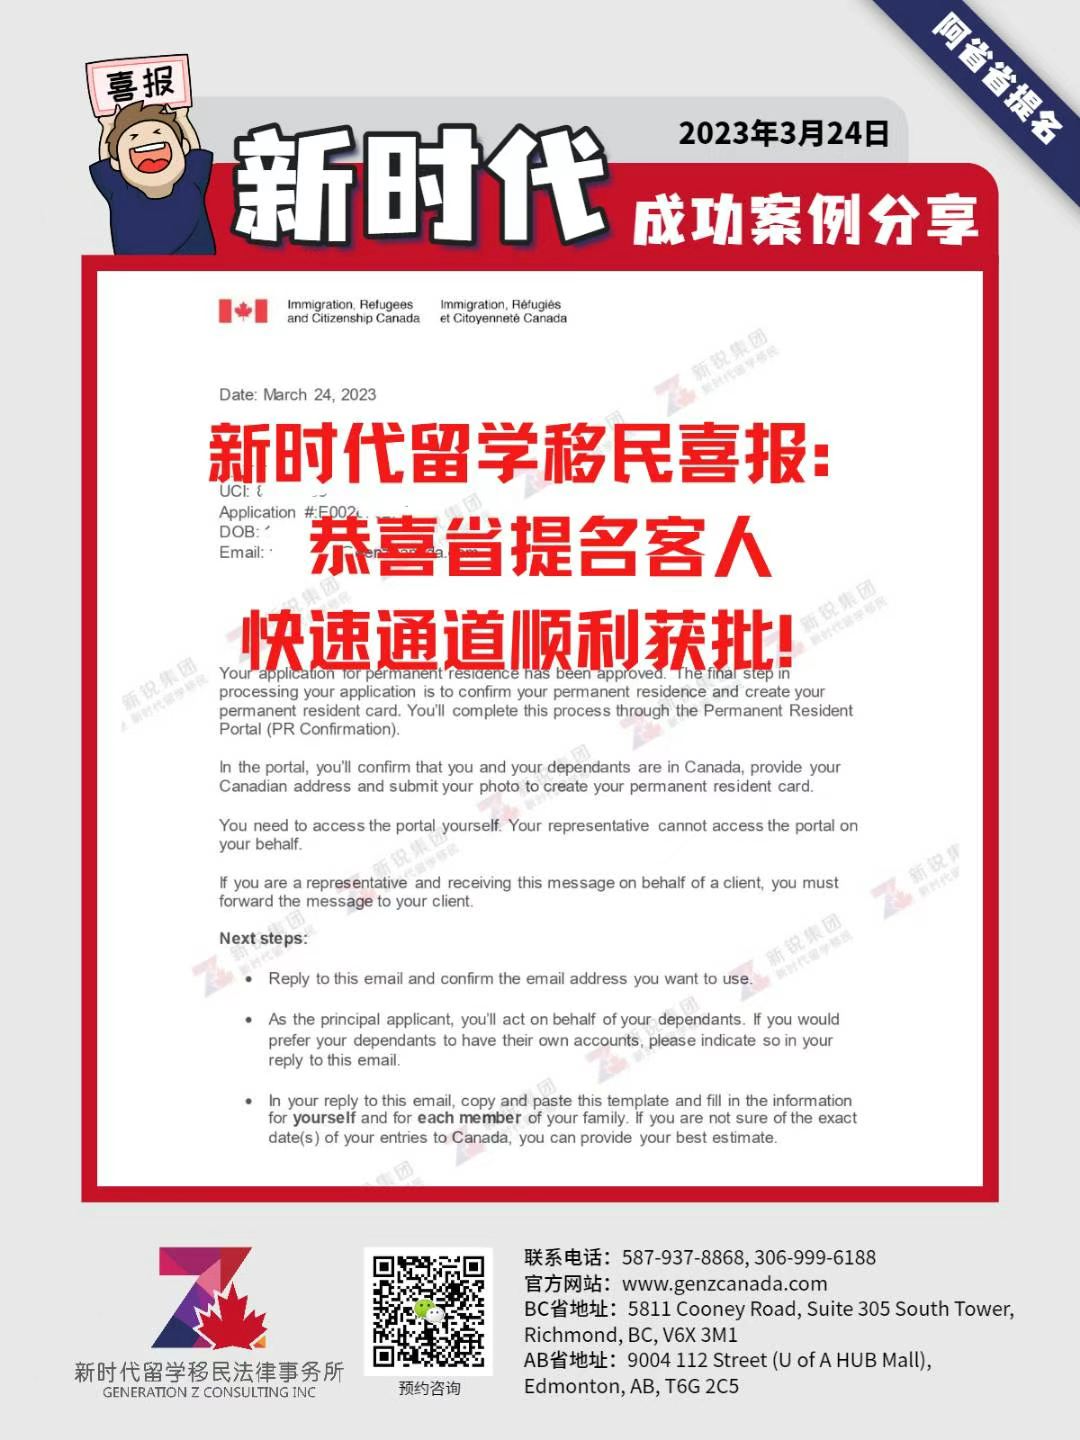 阿省省提名
喜报
2023年3月24日
新时代
成功案例分享
Immigration, Refugees
and Citizenship Canada
Immigration, Réfugiés
et Citoyenneté Canada
Date: March 24, 2023
新时代留学移民喜报:
UCI:
Application #:E002
DOB:
Email:
恭喜省提名客人
快速通道顺利获批!
Your application for permanent residence has been approved. The final step in
processing your application is to confirm your permanent residence and create your
permanent resident card. You'll complete this process through the Permanent Resident
Portal (PR Confirmation).
In the portal, you'll confirm that you and your dependants are in Canada, provide your
Canadian address and submit your photo to create your permanent resident card.
You need to access the portal yourself. Your representative cannot access the portal on
your behalf.
If you are a representative and receiving this message on behalf of a client, you must
forward the message to your client.
Next steps:
• Reply to this email and confirm the email address you want to use.
• As the principal applicant, you'll act on behalf of your dependants. If you would
prefer your dependants to have their own accounts, please indicate so in your
reply to this email.
• In your reply to this email, copy and paste this template and fill in the information
for yourself and for each member of your family. If you are not sure of the exact
date(s) of your entries to Canada, you can provide your best estimate.
新锐集团
新时代留学移民
新时代留学移民法律事务所
GENERATION Z CONSULTING INC
预约咨询
联系电话：587-937-8868, 306-999-6188
官方网站：www.genzcanada.com
BC省地址：5811 Cooney Road, Suite 305 South Tower,
Richmond, BC, V6X 3M1
AB省地址：9004 112 Street (U of A HUB Mall),
Edmonton, AB, T6G 2C5